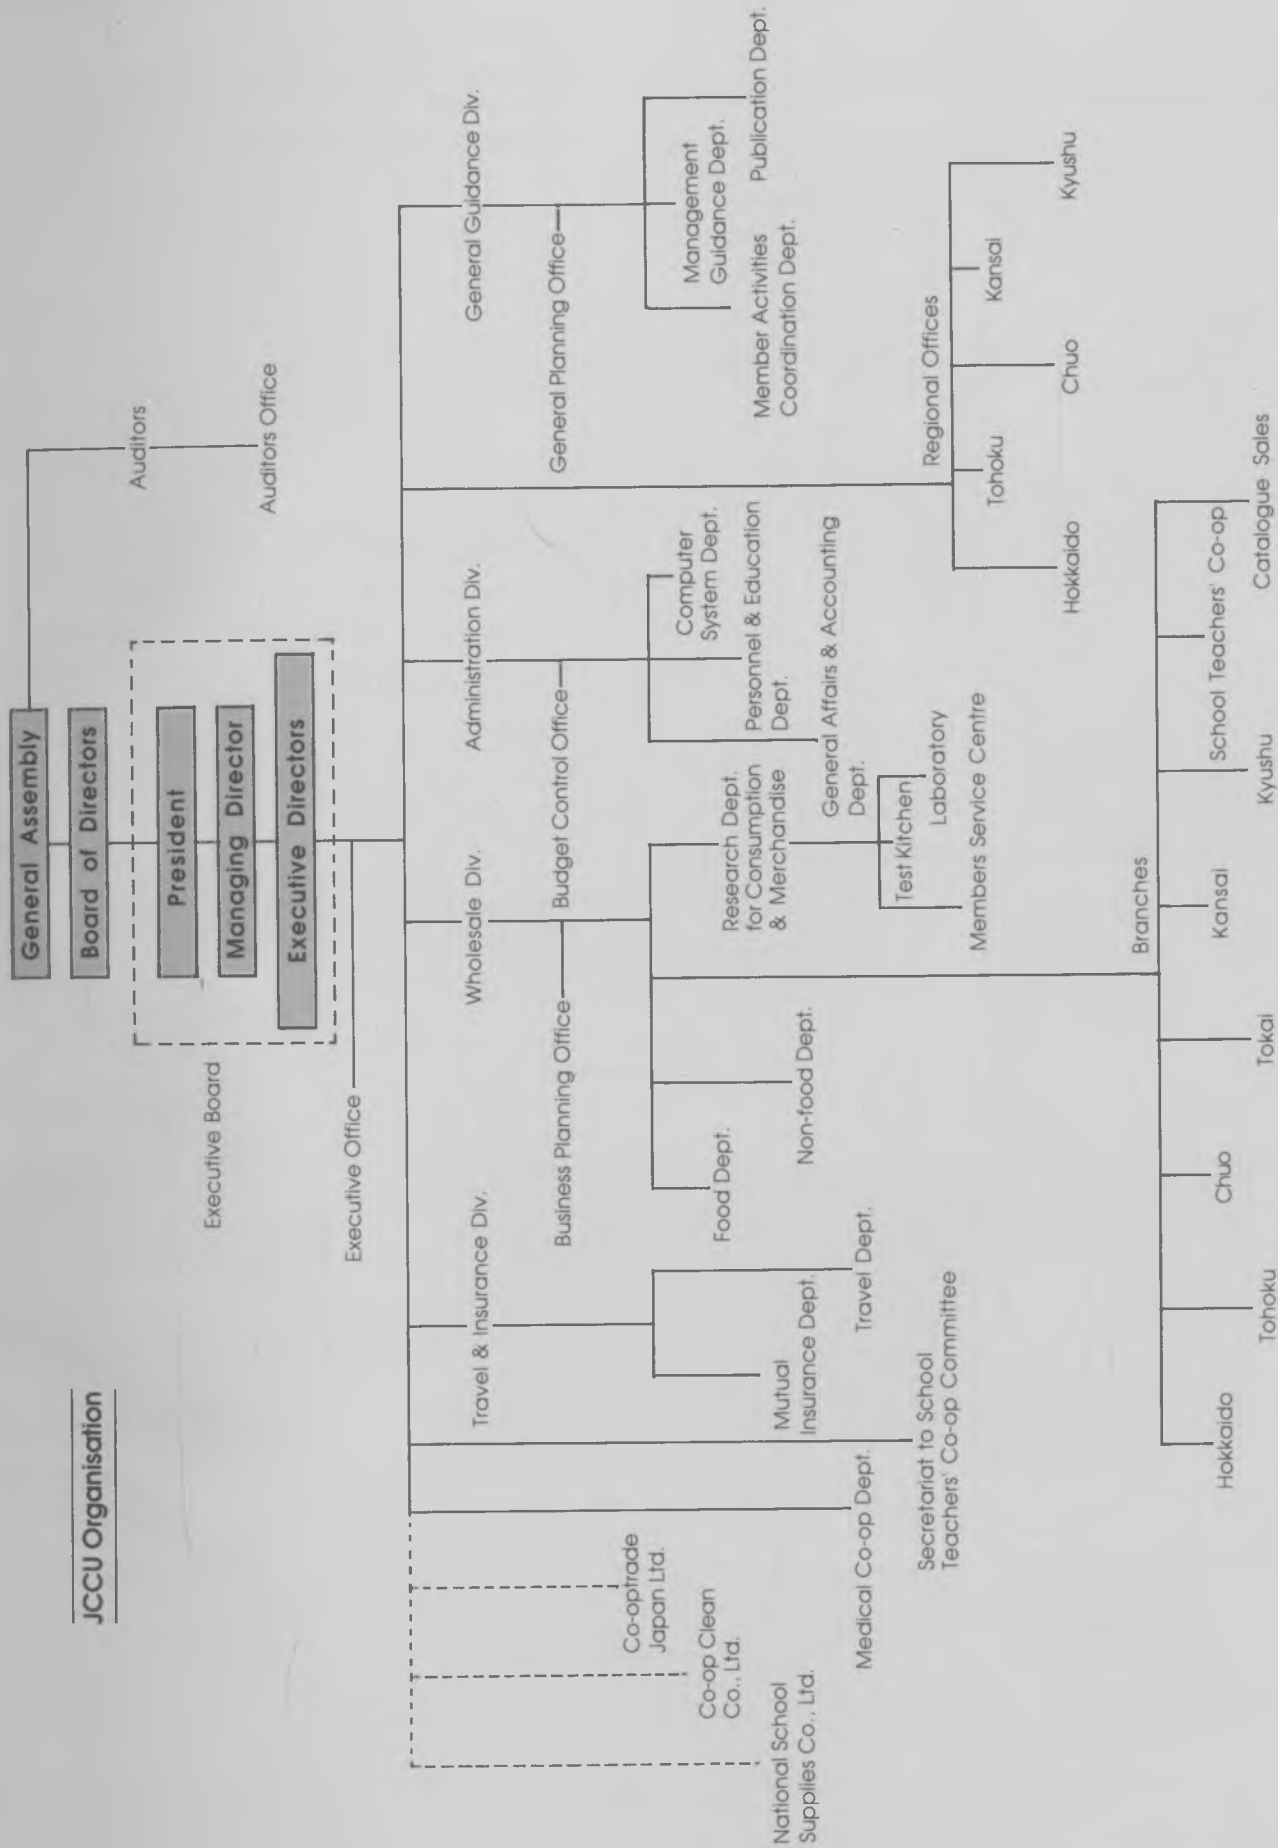 JCCU Organisation
General Assembly
Board of Directors
Auditors
Auditors Office
Executive Board
President
Managing Director
Executive Directors
Executive Office
Travel & Insurance Div.
Wholesale Div.
Administration Div.
General Guidance Div.
Business Planning Office
Budget Control Office
General Planning Office
Co-optrade
Japan Ltd.
Co-op Clean
Co., Ltd.
National School
Supplies Co., Ltd.
Medical Co-op Dept.
Secretariat to School
Teachers' Co-op Committee
Mutual
Insurance Dept.
Travel Dept.
Food Dept.
Non-food Dept.
Research Dept.
for Consumption
& Merchandise
Test Kitchen
Laboratory
Members Service Centre
Computer
System Dept.
Personnel & Education
Dept.
General Affairs & Accounting
Dept.
Management
Guidance Dept.
Publication Dept.
Member Activities
Coordination Dept.
Regional Offices
Hokkaido
Tohoku
Chuo
Kansai
Kyushu
Branches
Hokkaido
Tohoku
Chuo
Tokai
Kansai
Kyushu
School Teachers' Co-op
Catalogue Sales